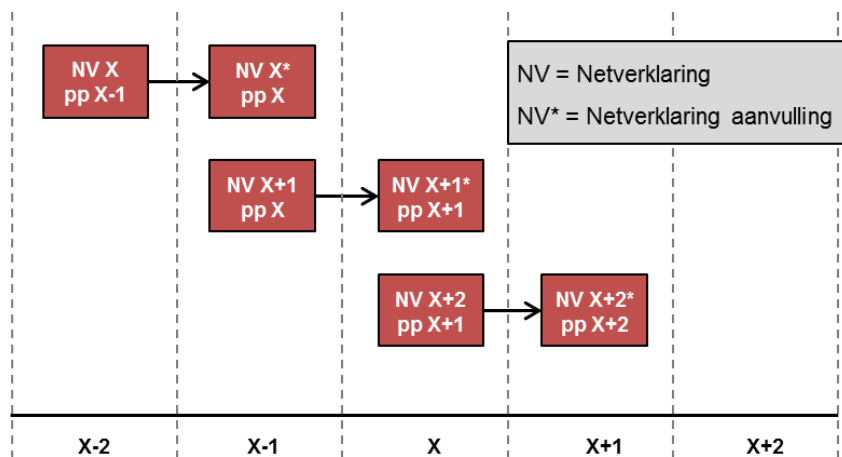 NV X
pp X-1
NV X*
pp X
NV = Netverklaring
NV* = Netverklaring aanvulling
NV X+1
pp X
NV X+1*
pp X+1
NV X+2
pp X+1
NV X+2*
pp X+2
X-2
X-1
X
X+1
X+2